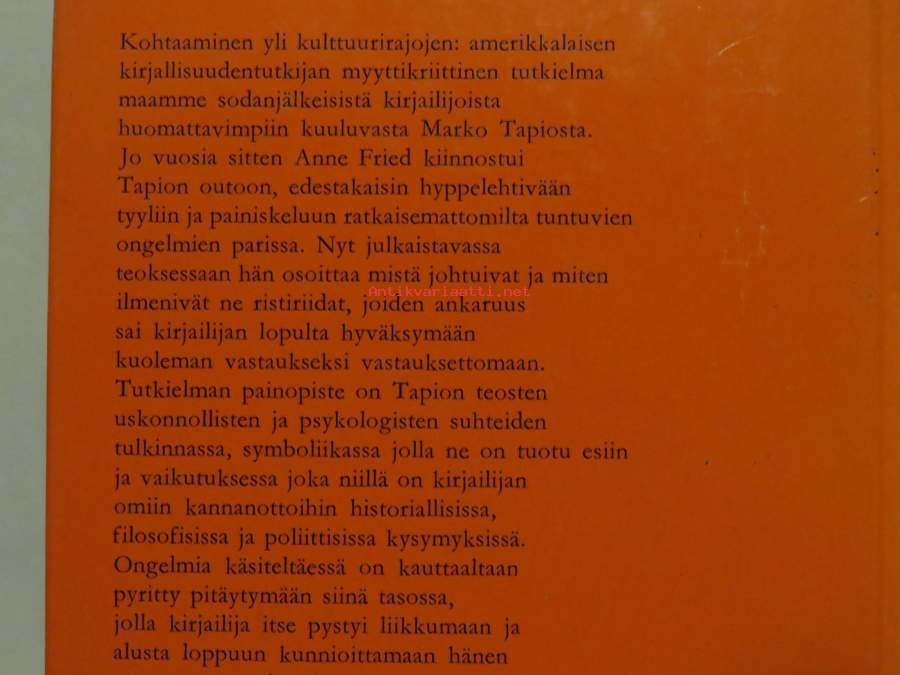 Kohtaaminen yli kulttuurirajojen: amerikkalaisen
kirjallisuudentutkijan myyttikriittinen tutkielma
maamme sodanjälkeisistä kirjailijoista
huomattavimpiin kuuluvasta Marko Tapiosta.
Jo vuosia sitten Anne Fried kiinnostui
Tapion outoon, edestakaisin hyppelehtivään
tyyliin ja painiskeluun ratkaisemattomilta tuntuvien
ongelmien parissa. Nyt julkaistavassa
teoksessaan hän osoittaa mistä johtuivat ja miten
Antikvariaatti.net
ilmenivät ne ristiriidat, joiden ankaruus
sai kirjailijan lopulta hyväksymään
kuoleman vastaukseksi vastauksettomaan.
Tutkielman painopiste on Tapion teosten
uskonnollisten ja psykologisten suhteiden
tulkinnassa, symboliikassa jolla ne on tuotu esiin
ja vaikutuksessa joka niillä on kirjailijan
omiin kannanottoihin historiallisissa,
filosofisissa ja poliittisissa kysymyksissä.
Ongelmia käsiteltäessä on kauttaaltaan
pyritty pitäytymään siinä tasossa,
jolla kirjailija itse pystyi liikkumaan ja
alusta loppuun kunnioittamaan hänen